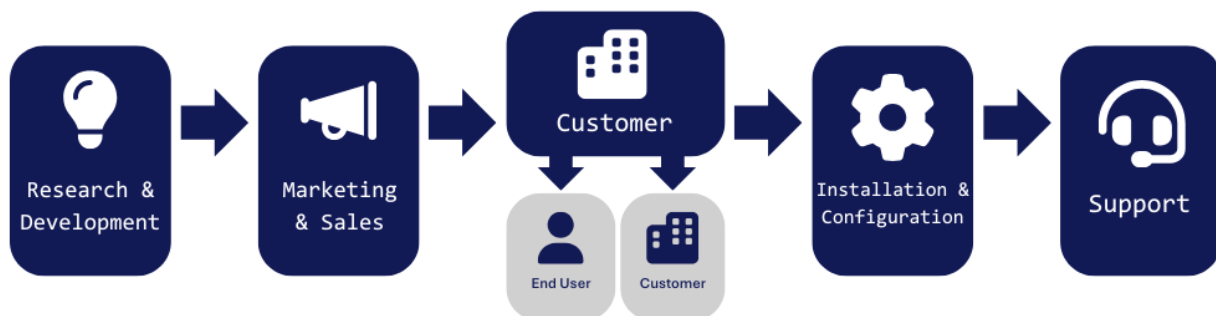 Research &
Development
Marketing
& Sales
Customer
End User
Customer
Installation &
Configuration
Support